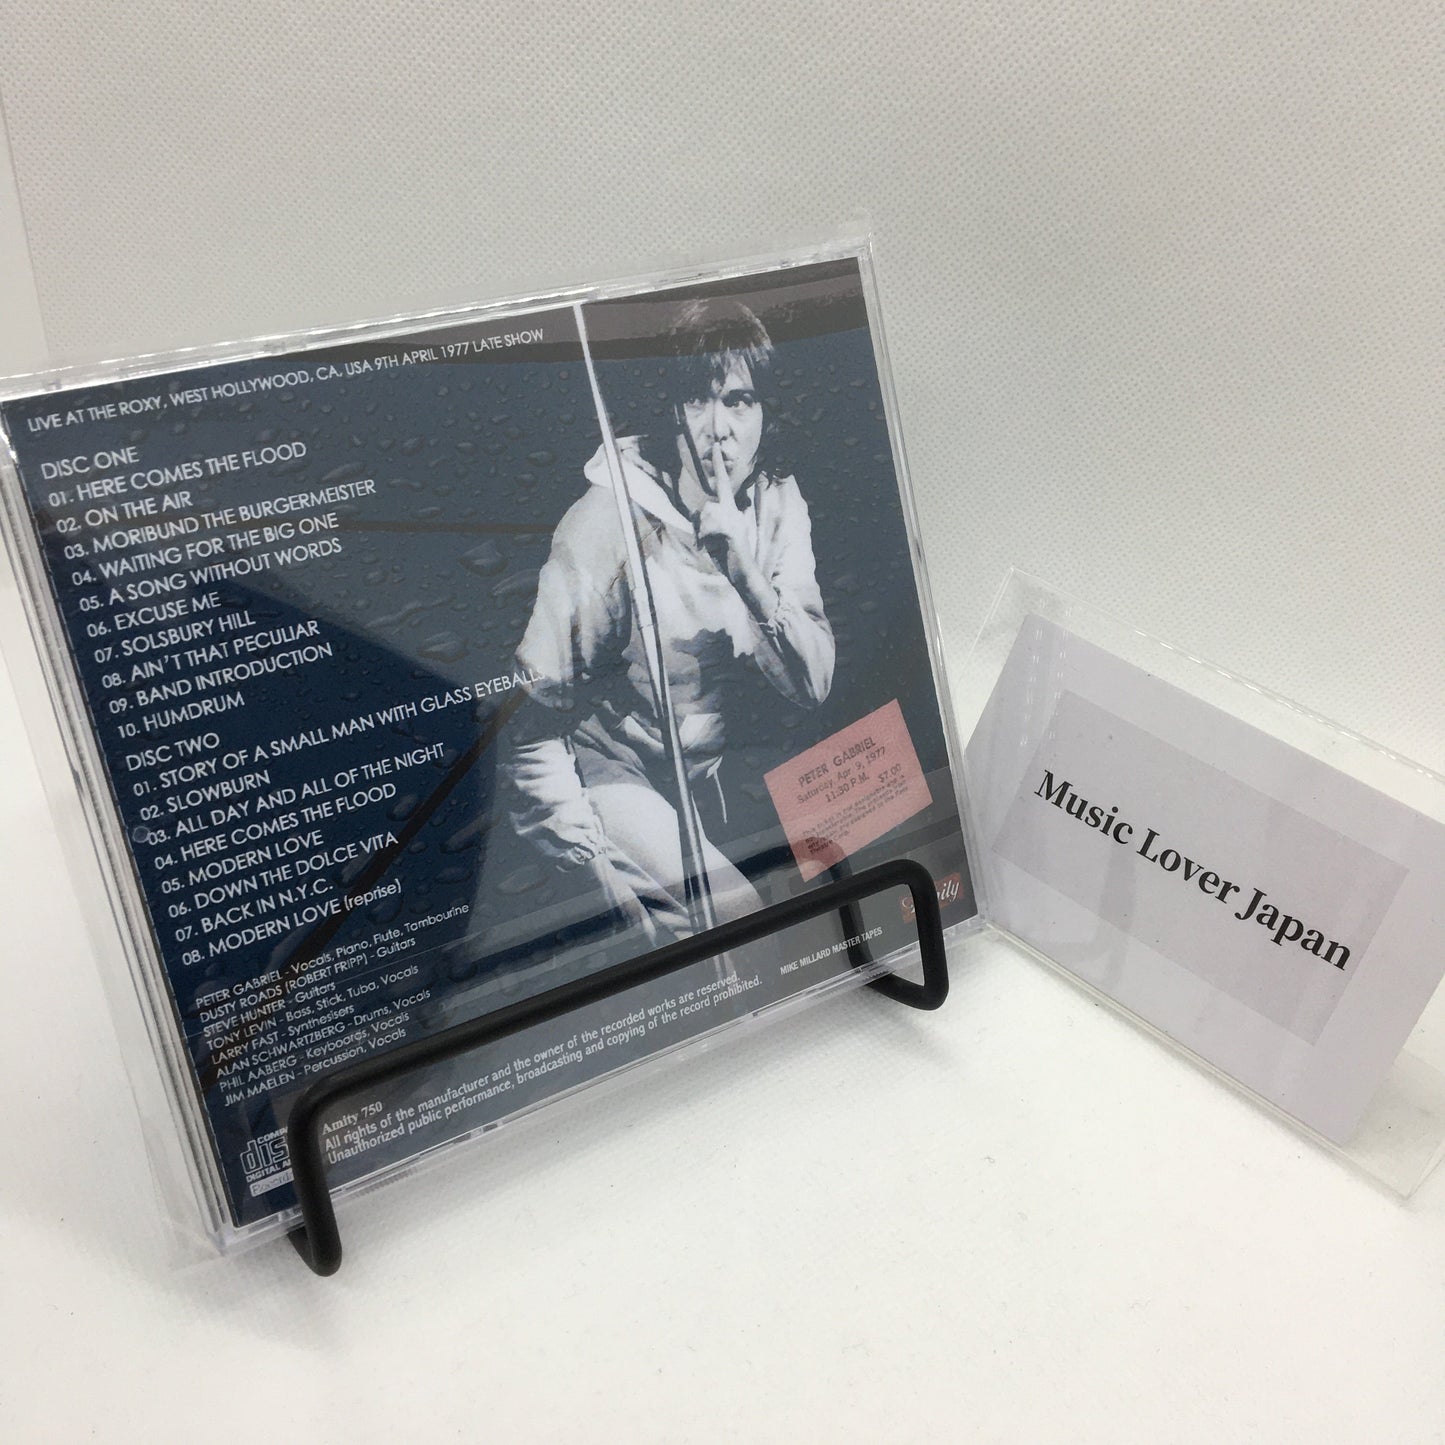 LIVE AT THE ROXY, WEST HOLLYWOOD, CA, USA 9TH APRIL 1977 LATE SHOW
DISC ONE
01. HERE COMES THE FLOOD
02. ON THE AIR
03. MORIBUND THE BURGERMEISTER
04. WAITING FOR THE BIG ONE
05. A SONG WITHOUT WORDS
06. EXCUSE ME
07. SOLSBURY HILL
08. AIN'T THAT PECULIAR
09. BAND INTRODUCTION
10. HUMDRUM
DISC TWO
01. STORY OF A SMALL MAN WITH GLASS EYEBALLS
02. SLOWBURN
03. ALL DAY AND ALL OF THE NIGHT
04. HERE COMES THE FLOOD
05. MODERN LOVE
06. DOWN THE DOLCE VITA
07. BACK IN N.Y.C.
08. MODERN LOVE (reprise)
PETER GABRIEL - Vocals, Piano, Flute, Tambourine
DUSTY ROADS (ROBERT FRIPP) - Guitars
STEVE HUNTER - Guitars
TONY LEVIN - Bass, Stick, Tuba, Vocals
LARRY FAST - Synthesisers
ALAN SCHWARTZBERG - Drums, Vocals
PHIL AABERG - Keyboards, Vocals
JIM MAELEN - Percussion, Vocals
PETER GABRIEL
Saturday, Apr 9, 1977
11:30 P.M. $7.00
MIKE MILLARD MASTER TAPES
Amity 750
All rights of the manufacturer and the owner of the recorded works are reserved.
Unauthorized public performance, broadcasting and copying of the record prohibited.
DIGITAL
Music Lover Japan